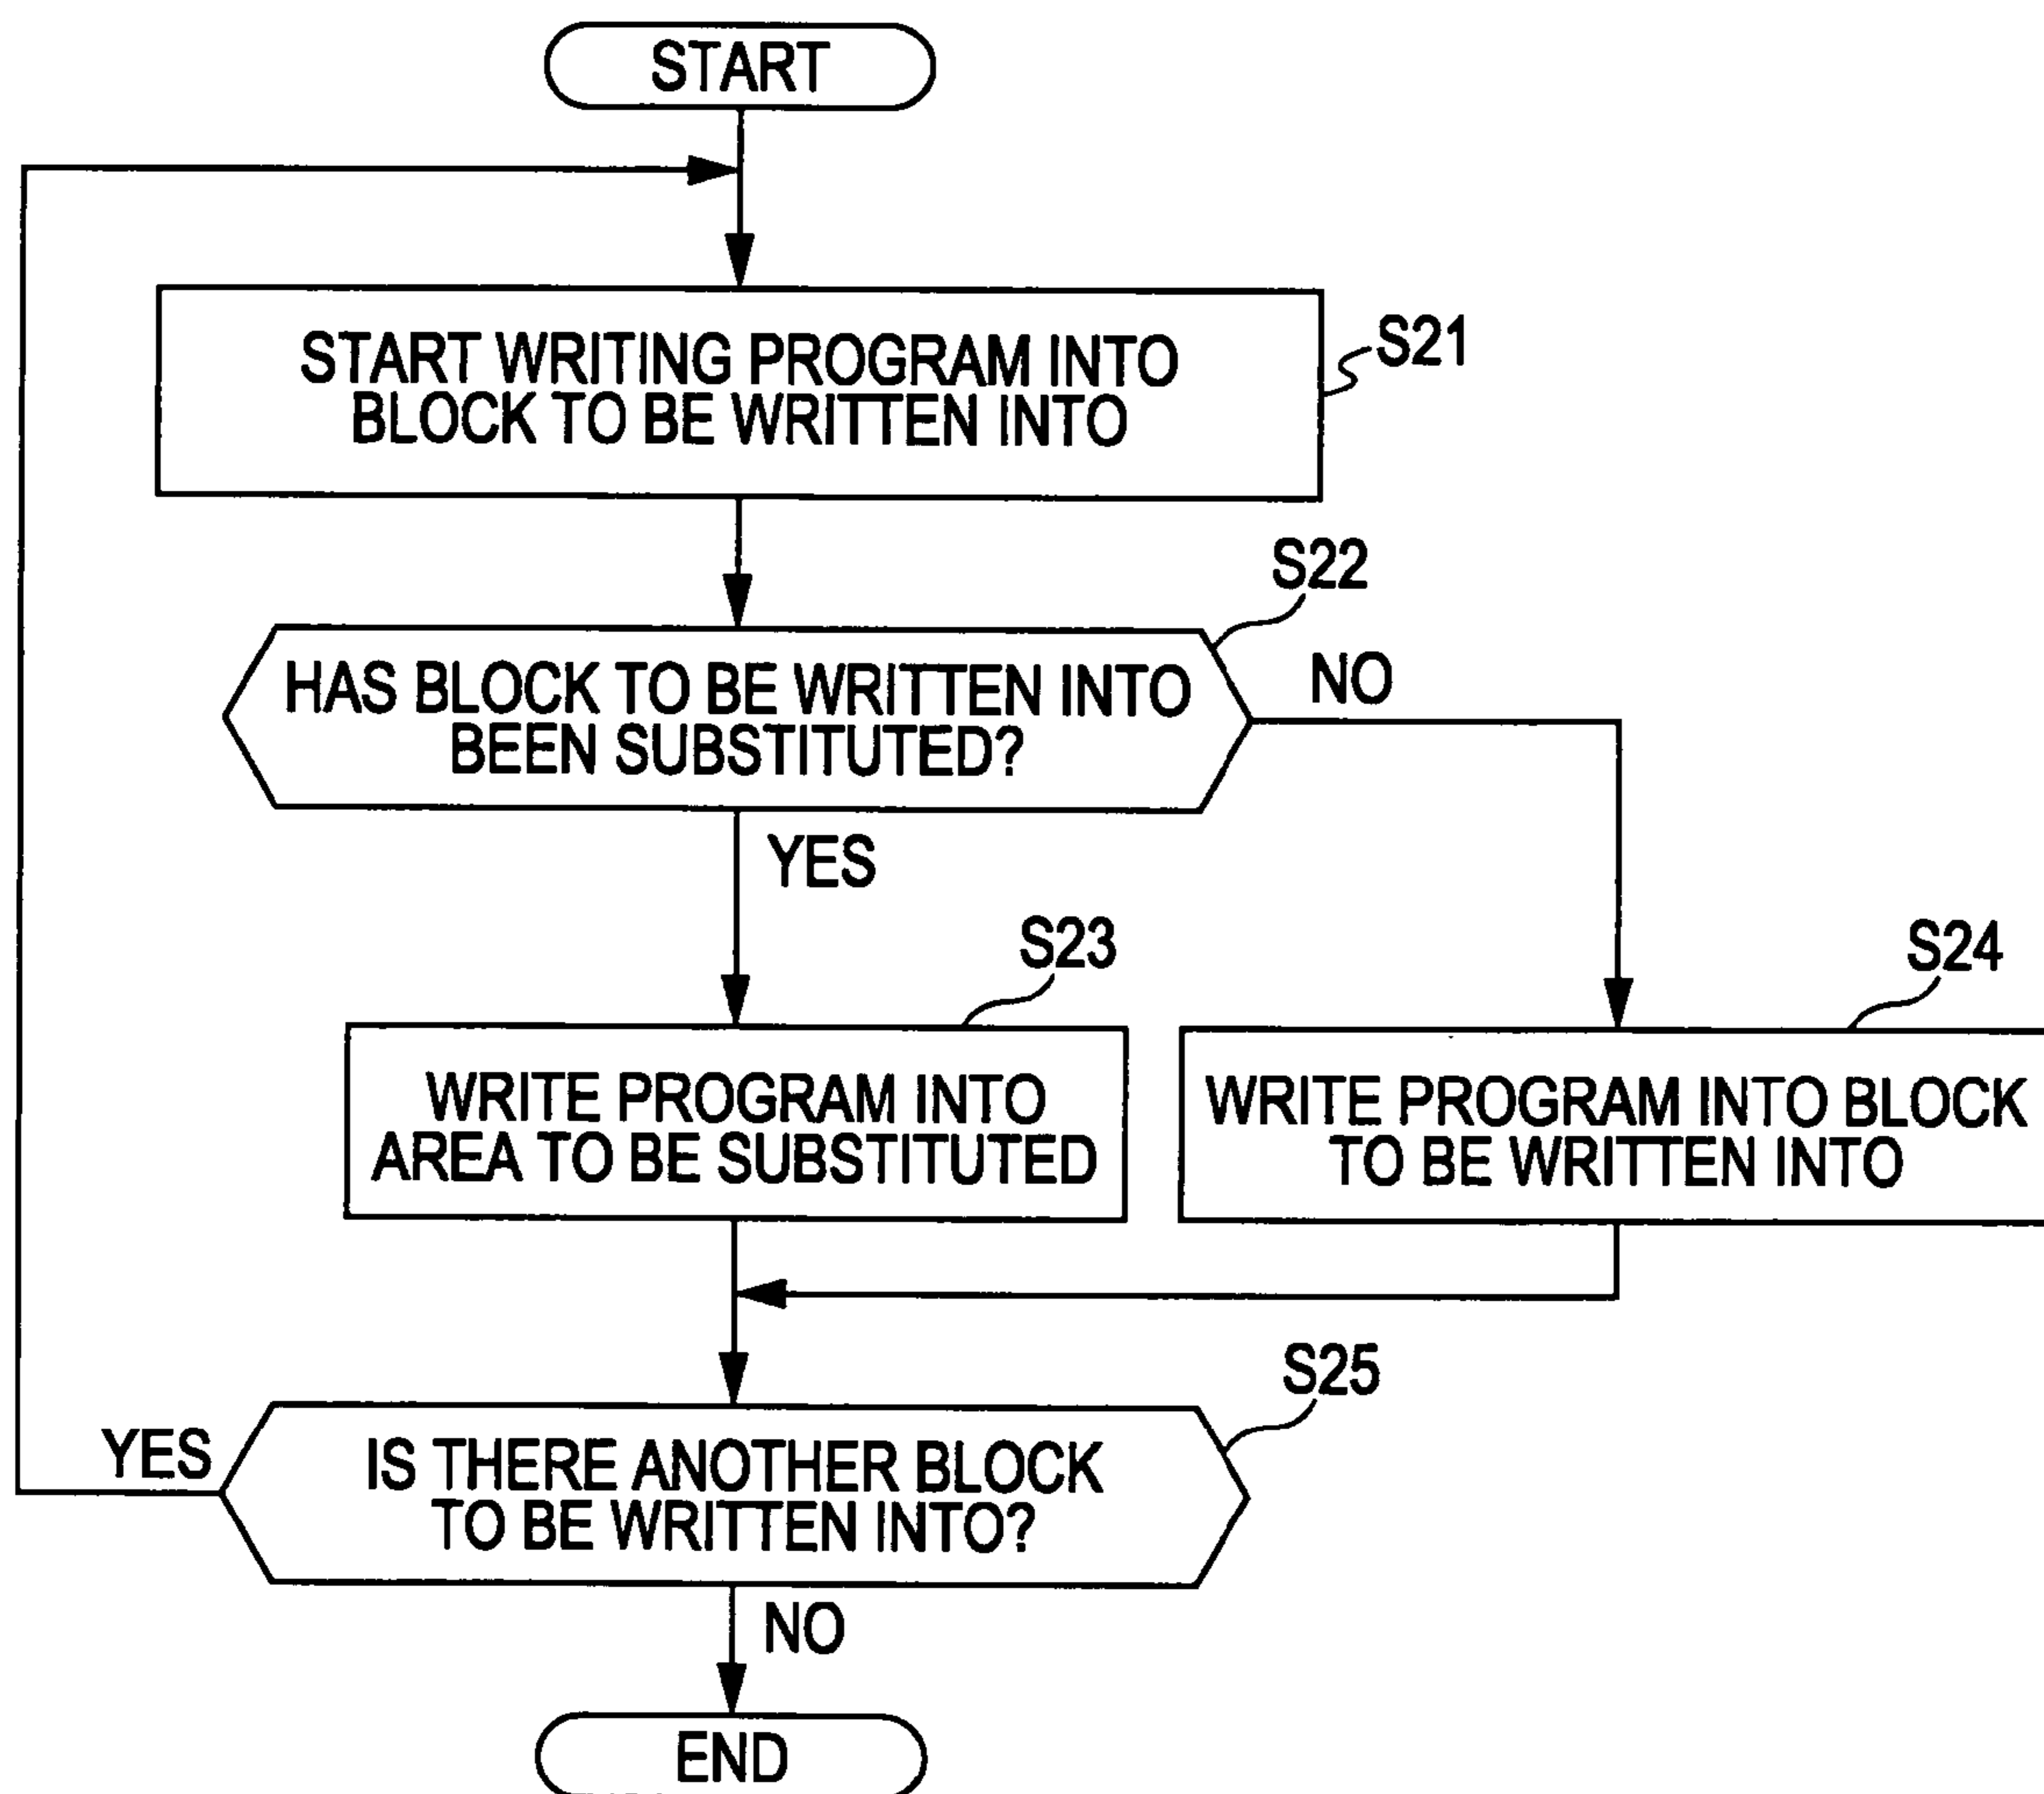 START
START WRITING PROGRAM INTO
BLOCK TO BE WRITTEN INTO
S21
S22
HAS BLOCK TO BE WRITTEN INTO
BEEN SUBSTITUTED?
NO
YES
S23
S24
WRITE PROGRAM INTO
AREA TO BE SUBSTITUTED
WRITE PROGRAM INTO BLOCK
TO BE WRITTEN INTO
S25
YES
IS THERE ANOTHER BLOCK
TO BE WRITTEN INTO?
NO
END